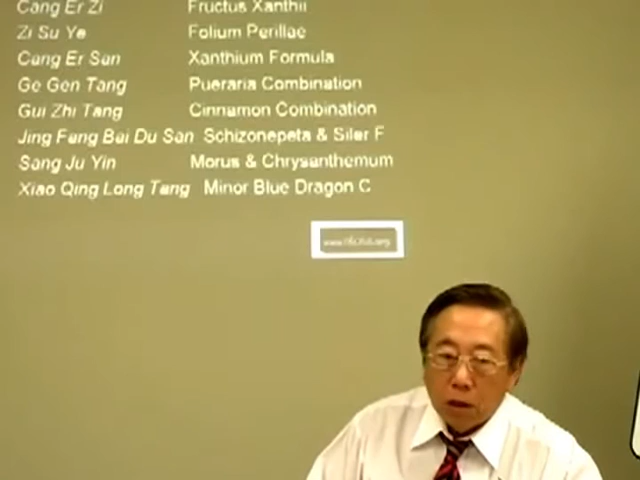 Cang Er Zi Fructus Xanthii
Zi Su Ye Folium Perillae
Cang Er San Xanthium Formula
Ge Gen Tang Pueraria Combination
Gui Zhi Tang Cinnamon Combination
Jing Fang Bai Du San Schizonepeta & Siler F
Sang Ju Yin Morus & Chrysanthemum
Xiao Qing Long Tang Minor Blue Dragon C